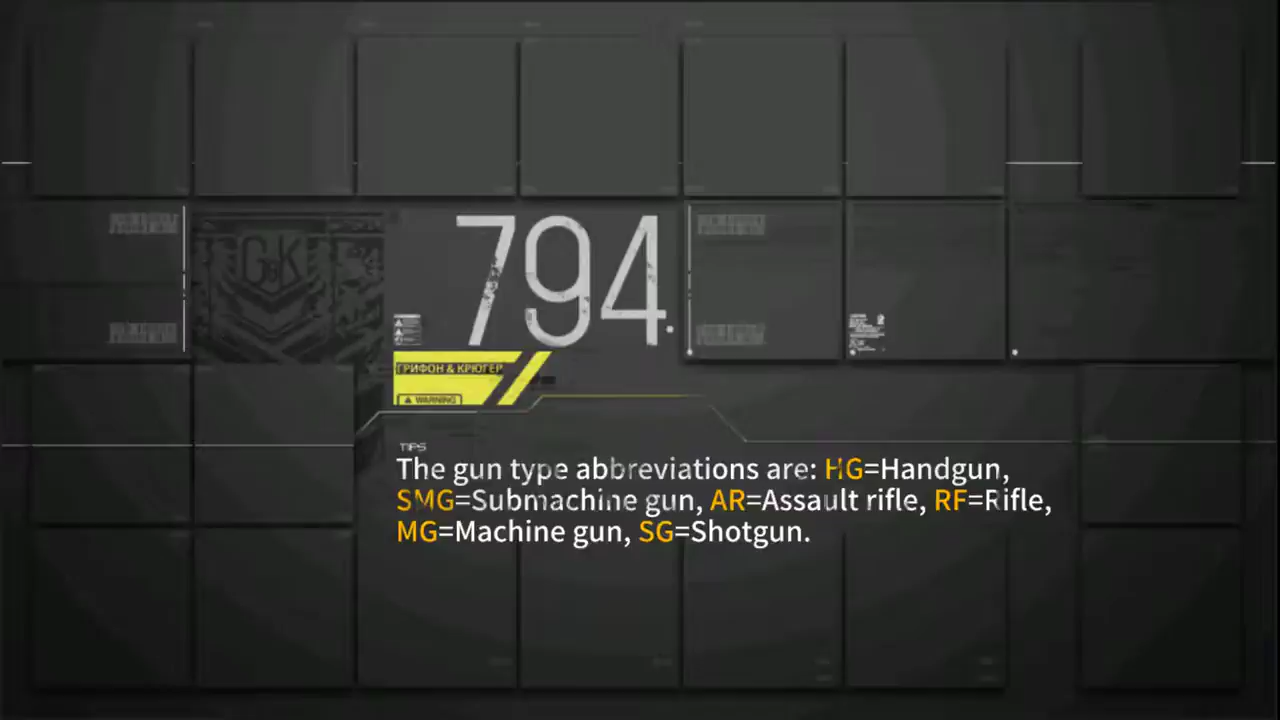 G&K
794.
ГРИФОН & КРЮГЕР
WARNING
TIPS
The gun type abbreviations are: HG=Handgun,
SMG=Submachine gun, AR=Assault rifle, RF=Rifle,
MG=Machine gun, SG=Shotgun.